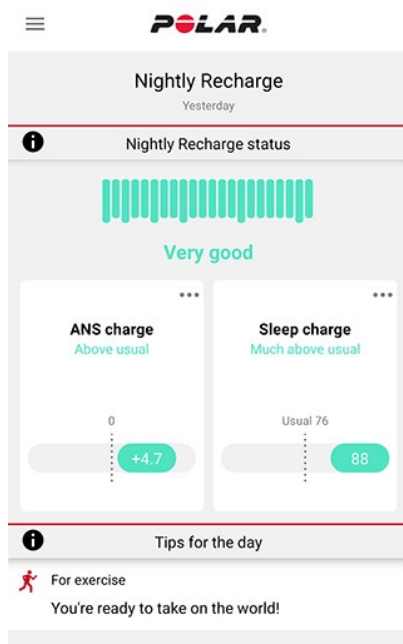 POLAR.
Nightly Recharge
Yesterday
Nightly Recharge status
Very good
ANS charge
Above usual
0
+4.7
Sleep charge
Much above usual
Usual 76
88
Tips for the day
For exercise
You're ready to take on the world!